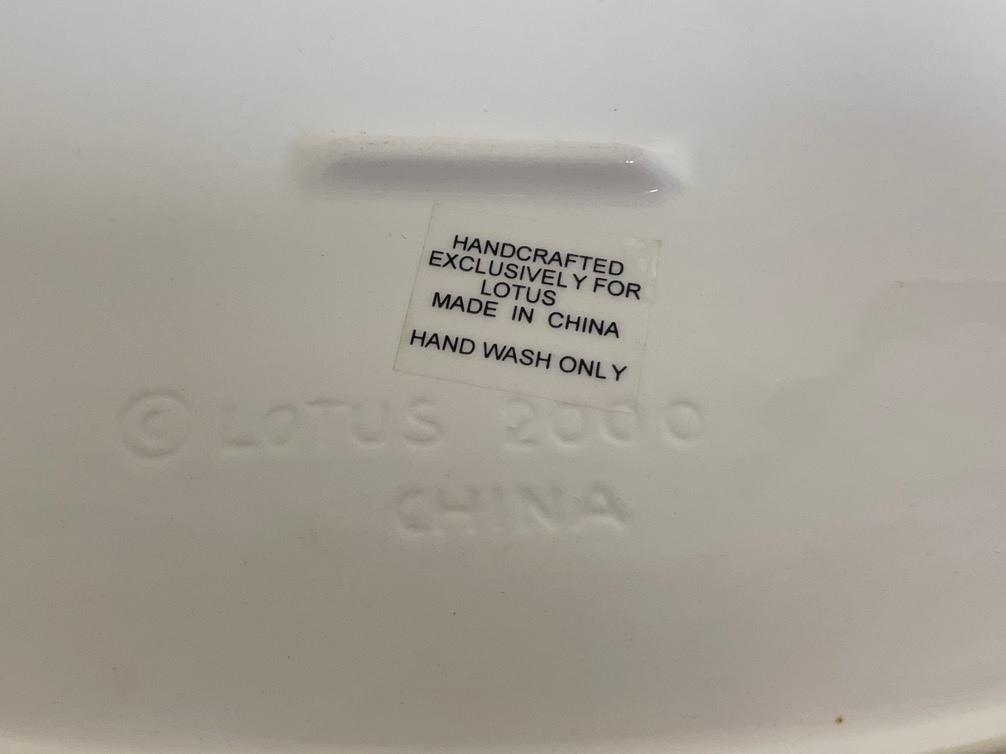 HANDCRAFTED
EXCLUSIVELY FOR
LOTUS
MADE IN CHINA
HAND WASH ONLY
© LOTUS 2000
CHINA